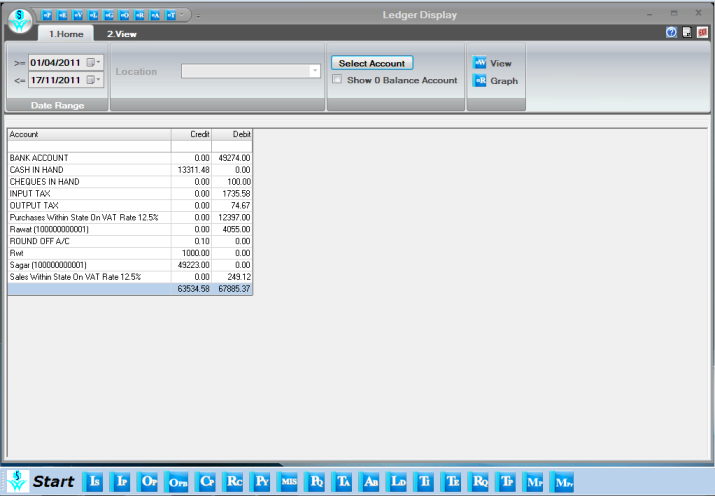 Ledger Display
1.Home 2.View
>= 01/04/2011
<= 17/11/2011
Date Range
Location
Select Account
Show 0 Balance Account
View
Graph
Account Credit Debit
BANK ACCOUNT 0.00 49274.00
CASH IN HAND 13311.48 0.00
CHEQUES IN HAND 0.00 100.00
INPUT TAX 0.00 1735.58
OUTPUT TAX 0.00 74.67
Purchases Within State On VAT Rate 12.5% 0.00 12397.00
Rawat (100000000001) 0.00 4055.00
ROUND OFF A/C 0.10 0.00
Rwt 1000.00 0.00
Sagar (100000000001) 49223.00 0.00
Sales Within State On VAT Rate 12.5% 0.00 249.12
63534.58 67885.37
Start Is Ip Op Cp Rc Pv MIS Pq TA AB LD Ti TE RQ Tp MP